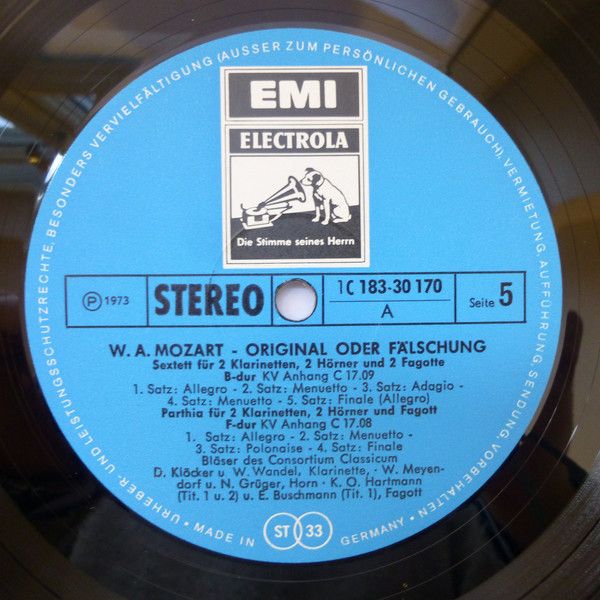 URHEBER- UND LEISTUNGSSCHUTZRECHTE, BESONDERS VERVIELFÄLTIGUNG (AUSSER ZUM PERSÖNLICHEN GEBRAUCH), VERMIETUNG, AUFFÜHRUNG, SENDUNG, VORBEHALTEN
EMI
ELECTROLA
Die Stimme seines Herrn
Ⓟ 1973
STEREO
1C 183-30 170
A
Seite 5
W. A. MOZART - ORIGINAL ODER FÄLSCHUNG
Sextett für 2 Klarinetten, 2 Hörner und 2 Fagotte
B-dur KV Anhang C 17.09
1. Satz: Allegro - 2. Satz: Menuetto - 3. Satz: Adagio -
4. Satz: Menuetto - 5. Satz: Finale (Allegro)
Parthia für 2 Klarinetten, 2 Hörner und Fagott
F-dur KV Anhang C 17.08
1. Satz: Allegro - 2. Satz: Menuetto -
3. Satz: Polonaise - 4. Satz: Finale
Bläser des Consortium Classicum
D. Klöcker u. W. Wandel, Klarinette, · W. Meyen-
dorf u. N. Grüger, Horn · K. O. Hartmann
(Tit. 1 u. 2) u. E. Buschmann (Tit. 1), Fagott
• MADE IN GERMANY •
ST 33